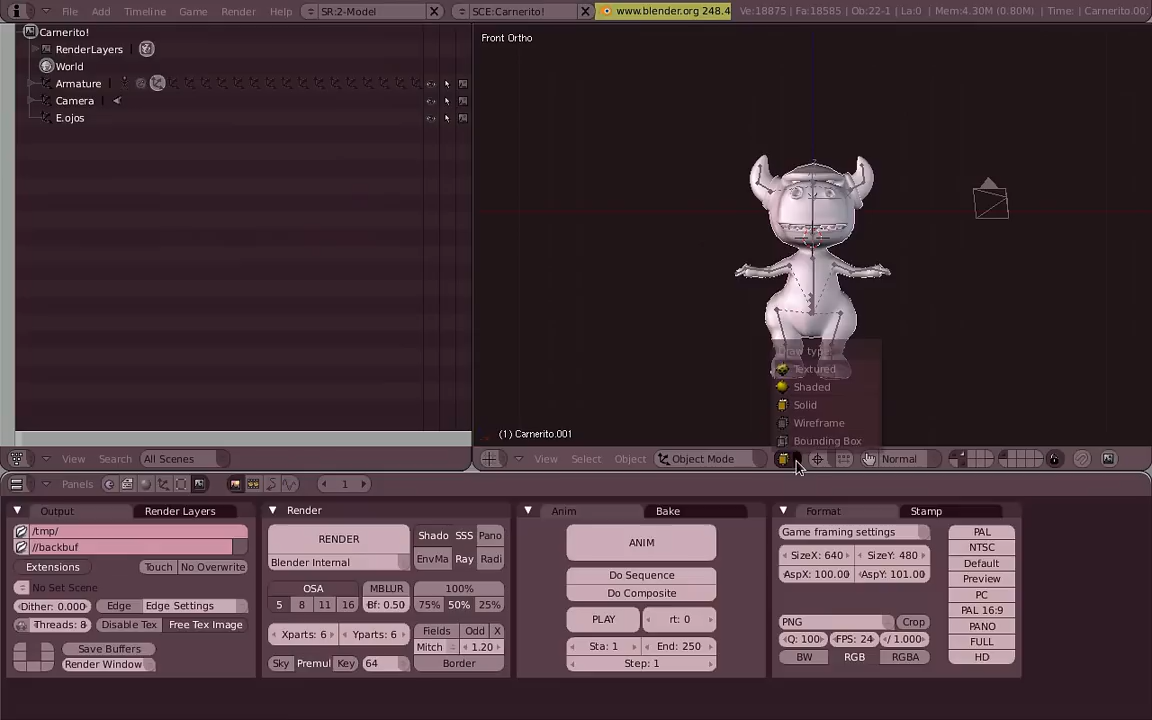 File Add Timeline Game Render Help SR:2-Model SCE:Carnerito! www.blender.org 248.4 Ve:18875 | Fa:18585 | Ob:22-1 | La:0 | Mem:4.30M (0.80M) | Time: | Carnerito.00
Carnerito!
RenderLayers
World
Armature
Camera
E.ojos
Front Ortho
Textured
Shaded
Solid
Wireframe
Bounding Box
(1) Carnerito.001
View Search All Scenes
View Select Object Object Mode Normal
Panels 1
Output Render Layers
/tmp/
//backbuf
Extensions Touch No Overwrite
No Set Scene
Dither: 0.000 Edge Edge Settings
Threads: 8 Disable Tex Free Tex Image
Save Buffers
Render Window
Render
RENDER
Blender Internal
Shado SSS Pano
EnvMa Ray Radi
OSA MBLUR 100%
5 8 11 16 Bf: 0.50 75% 50% 25%
Xparts: 6 Yparts: 6 Fields Odd X
Mitch 1.20
Sky Premul Key 64 Border
Anim Bake
ANIM
Do Sequence
Do Composite
PLAY rt: 0
Sta: 1 End: 250
Step: 1
Format Stamp
Game framing settings
SizeX: 640 SizeY: 480
AspX: 100.00 AspY: 101.00
PNG Crop
Q: 100 FPS: 24 / 1.000
BW RGB RGBA
PAL
NTSC
Default
Preview
PC
PAL 16:9
PANO
FULL
HD